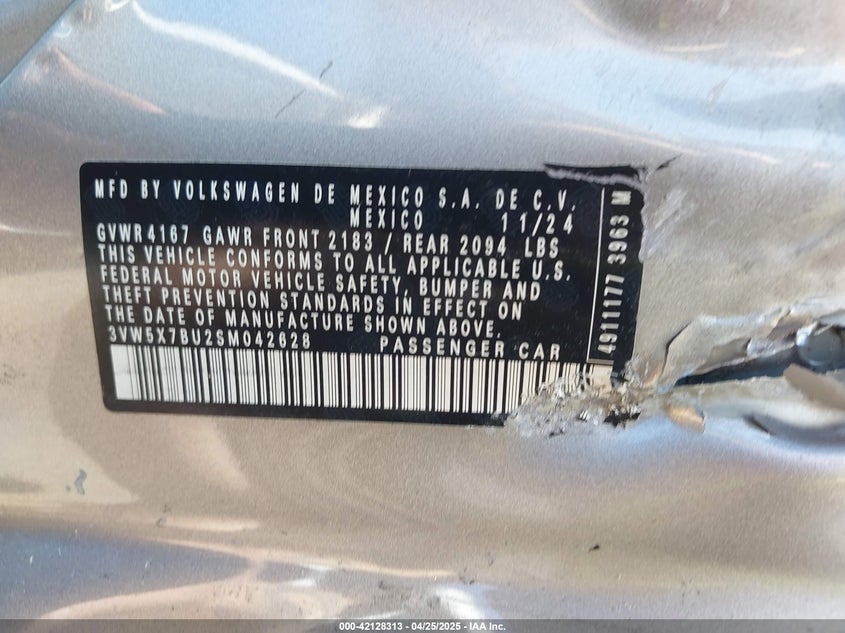 MFD BY VOLKSWAGEN DE MEXICO S.A. DE C.V.
MEXICO 11/24
GVWR 4167 GAWR FRONT 2183 / REAR 2094 LBS
THIS VEHICLE CONFORMS TO ALL APPLICABLE U.S.
FEDERAL MOTOR VEHICLE SAFETY, BUMPER AND
THEFT PREVENTION STANDARDS IN EFFECT ON
THE DATE OF MANUFACTURE SHOWN ABOVE.
3VW5X7BU2SM042628 PASSENGER CAR
49111177 3963 M
000-42128313 - 04/25/2025 - IAA Inc.